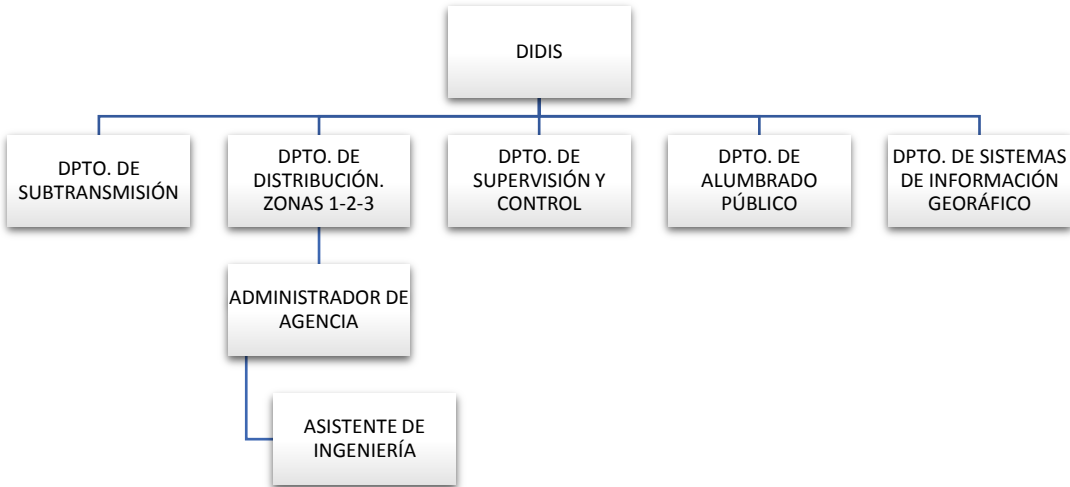 DIDIS
DPTO. DE
SUBTRANSMISIÓN
DPTO. DE
DISTRIBUCIÓN.
ZONAS 1-2-3
DPTO. DE
SUPERVISIÓN Y
CONTROL
DPTO. DE
ALUMBRADO
PÚBLICO
DPTO. DE SISTEMAS
DE INFORMACIÓN
GEORÁFICO
ADMINISTRADOR DE
AGENCIA
ASISTENTE DE
INGENIERÍA